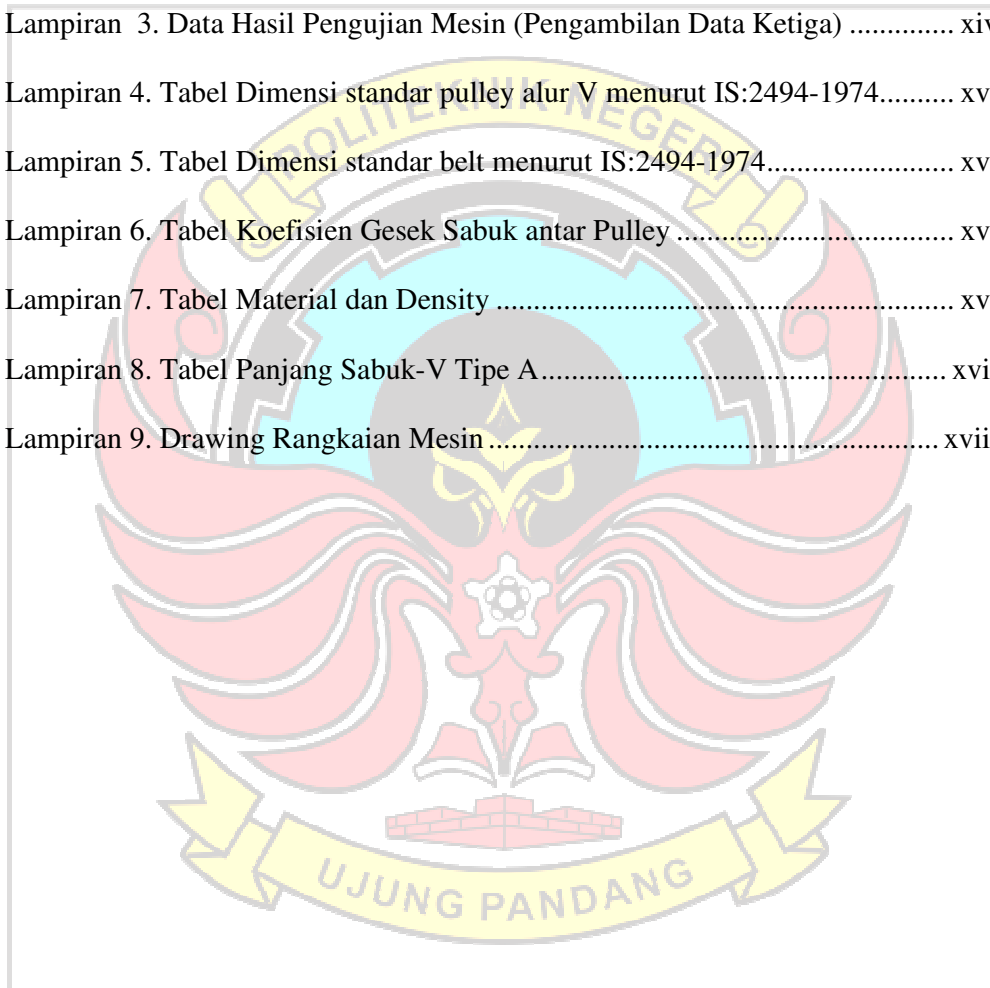 Lampiran  3. Data Hasil Pengujian Mesin (Pengambilan Data Ketiga) .............. xiv
POLITEKNIK NEGERI
Lampiran 4. Tabel Dimensi standar pulley alur V menurut IS:2494-1974.......... xv
Lampiran 5. Tabel Dimensi standar belt menurut IS:2494-1974......................... xv
Lampiran 6. Tabel Koefisien Gesek Sabuk antar Pulley ..................................... xv
Lampiran 7. Tabel Material dan Density .............................................................. xv
Lampiran 8. Tabel Panjang Sabuk-V Tipe A...................................................... xvi
Lampiran 9. Drawing Rangkaian Mesin ............................................................ xvii
UJUNG PANDANG